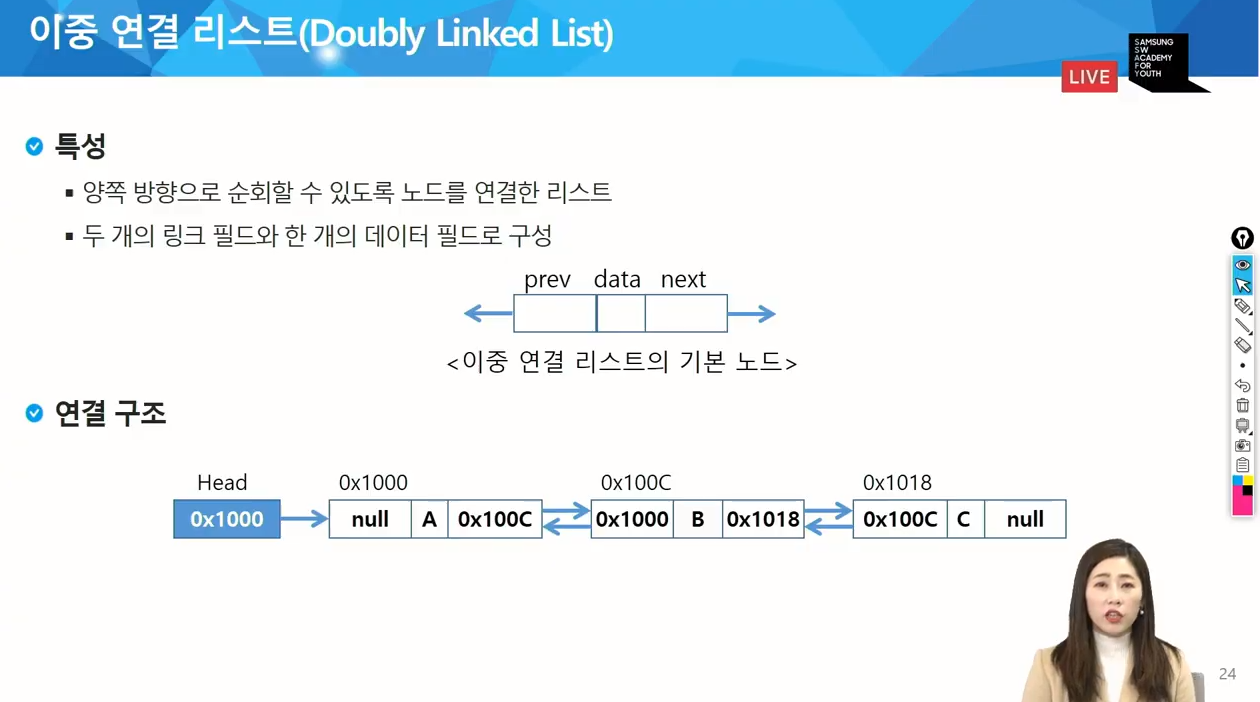 이중 연결 리스트(Doubly Linked List)
SAMSUNG
SW
ACADEMY
FOR
YOUTH
LIVE
특성
양쪽 방향으로 순회할 수 있도록 노드를 연결한 리스트
두 개의 링크 필드와 한 개의 데이터 필드로 구성
prev data next
<이중 연결 리스트의 기본 노드>
연결 구조
Head 0x1000 0x100C 0x1018
0x1000 null A 0x100C 0x1000 B 0x1018 0x100C C null
24